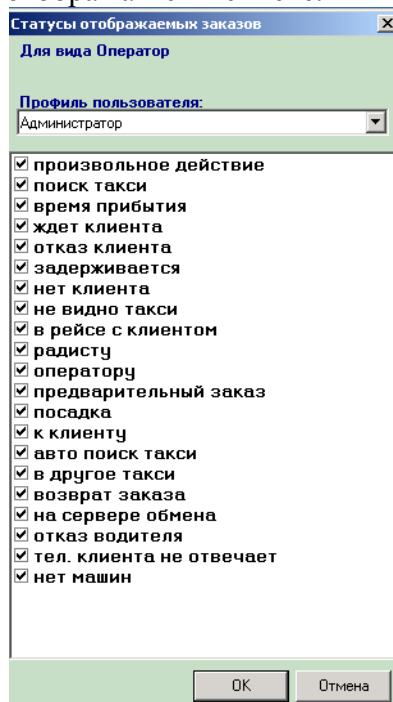 Статусы отображаемых заказов
Для вида Оператор
Профиль пользователя:
Администратор
произвольное действие
поиск такси
время прибытия
ждет клиента
отказ клиента
задерживается
нет клиента
не видно такси
в рейсе с клиентом
радисту
оператору
предварительный заказ
посадка
к клиенту
авто поиск такси
в другое такси
возврат заказа
на сервере обмена
отказ водителя
тел. клиента не отвечает
нет машин
OK Отмена